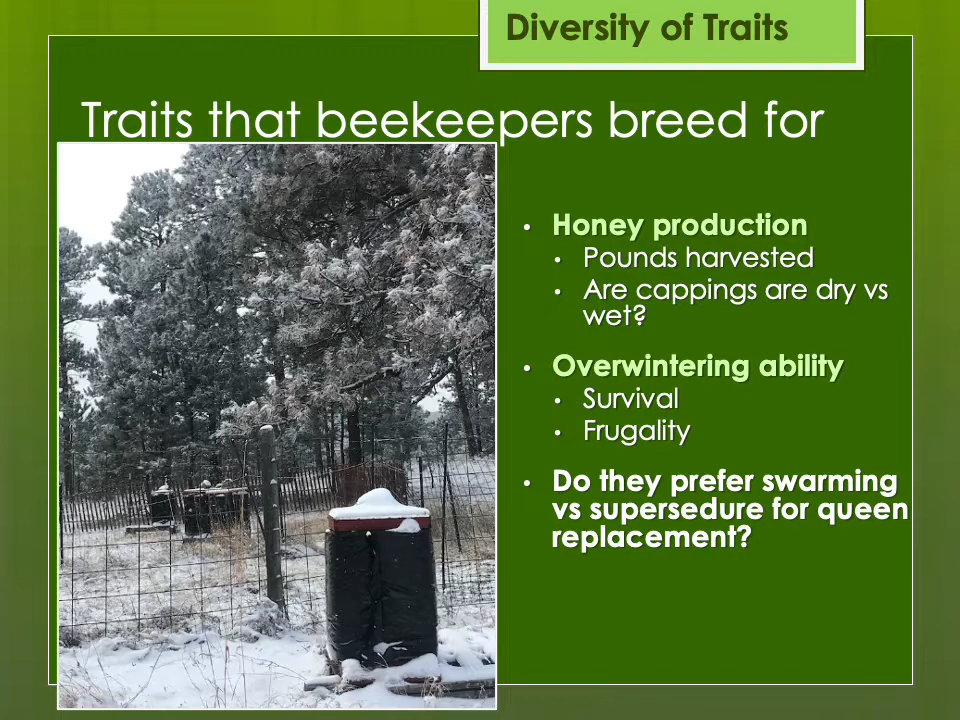 Diversity of Traits
Traits that beekeepers breed for
• Honey production
• Pounds harvested
• Are cappings are dry vs
wet?
• Overwintering ability
• Survival
• Frugality
• Do they prefer swarming
vs supersedure for queen
replacement?